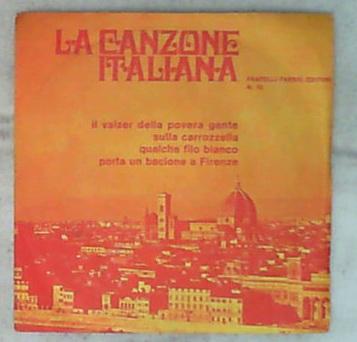 LA CANZONE
ITALIANA
FRATELLI FABBRI EDITORI
il valzer della povera gente
sulla carrozzella
qualche filo bianco
porta un bacione a Firenze